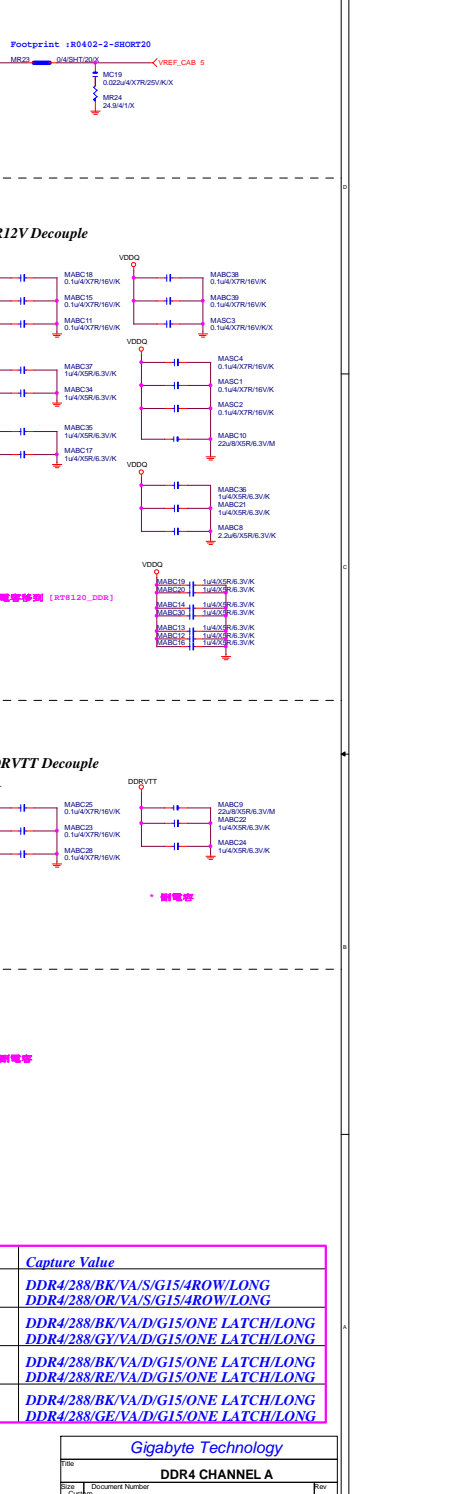 Footprint :R0402-2-SHORT20
MR23 0/4/SHT/20/X
VREF_CAB 5
MC19
0.022u/4/X7R/25V/K/X
MR24
24.9/4/1/X
D
R12V Decouple
VDDQ
MABC18
0.1u/4/X7R/16V/K
MABC15
0.1u/4/X7R/16V/K
MABC11
0.1u/4/X7R/16V/K
MABC38
0.1u/4/X7R/16V/K
MABC39
0.1u/4/X7R/16V/K
MASC3
0.1u/4/X7R/16V/K/X
VDDQ
MABC37
1u/4/X5R/6.3V/K
MABC34
1u/4/X5R/6.3V/K
MASC4
0.1u/4/X7R/16V/K
MASC1
0.1u/4/X7R/16V/K
MASC2
0.1u/4/X7R/16V/K
MABC10
22u/8/X5R/6.3V/M
MABC35
1u/4/X5R/6.3V/K
MABC17
1u/4/X5R/6.3V/K
VDDQ
MABC36
1u/4/X5R/6.3V/K
MABC21
1u/4/X5R/6.3V/K
MABC8
2.2u/6/X5R/6.3V/K
C
VDDQ
MABC19 1u/4/X5R/6.3V/K
MABC20 1u/4/X5R/6.3V/K
MABC14 1u/4/X5R/6.3V/K
MABC30 1u/4/X5R/6.3V/K
MABC13 1u/4/X5R/6.3V/K
MABC12 1u/4/X5R/6.3V/K
MABC16 1u/4/X5R/6.3V/K
電容移到 [RT8120_DDR]
RVTT Decouple
DDRVTT
MABC25
0.1u/4/X7R/16V/K
MABC23
0.1u/4/X7R/16V/K
MABC28
0.1u/4/X7R/16V/K
MABC9
22u/8/X5R/6.3V/M
MABC22
1u/4/X5R/6.3V/K
MABC24
1u/4/X5R/6.3V/K
* 刪電容
B
刪電容
Capture Value
DDR4/288/BK/VA/S/G15/4ROW/LONG
DDR4/288/OR/VA/S/G15/4ROW/LONG
DDR4/288/BK/VA/D/G15/ONE LATCH/LONG
DDR4/288/GY/VA/D/G15/ONE LATCH/LONG
A
DDR4/288/BK/VA/D/G15/ONE LATCH/LONG
DDR4/288/RE/VA/D/G15/ONE LATCH/LONG
DDR4/288/BK/VA/D/G15/ONE LATCH/LONG
DDR4/288/GE/VA/D/G15/ONE LATCH/LONG
Gigabyte Technology
Title
DDR4 CHANNEL A
Size Document Number Rev
Custom